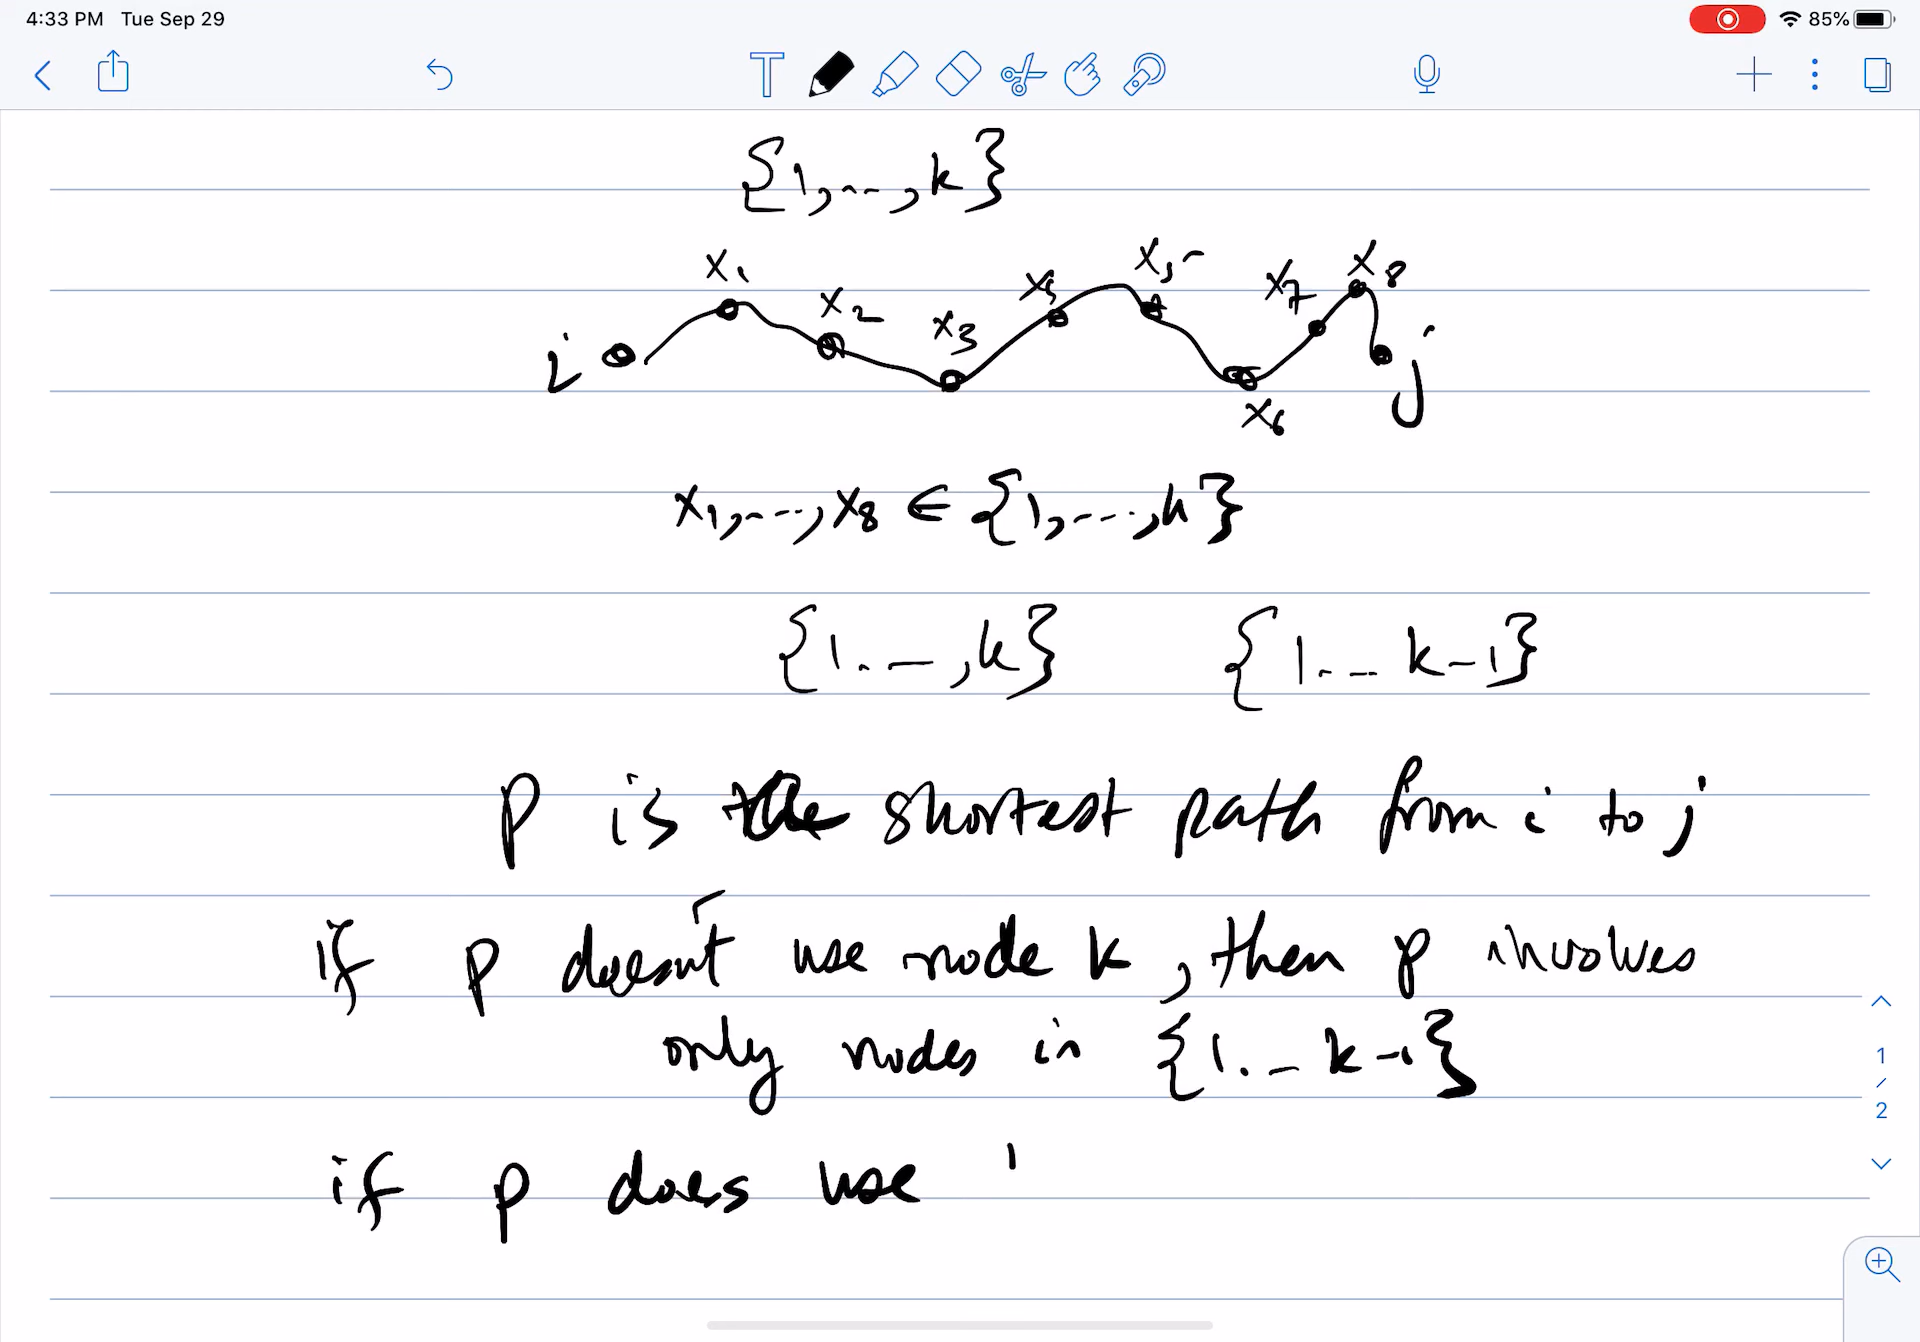 4:33 PM Tue Sep 29 85%
{1,...,k}
x1 x2 x3 x5 x5 x6 x7 x8
i j
x1,...,x8 ∈ {1,...,k}
{1..–,k} {1.._ k-1}
p is the shortest path from i to j
if p doesn't use node k, then p involves
only nodes in {1.._ k-1}
if p does use
1
/
2